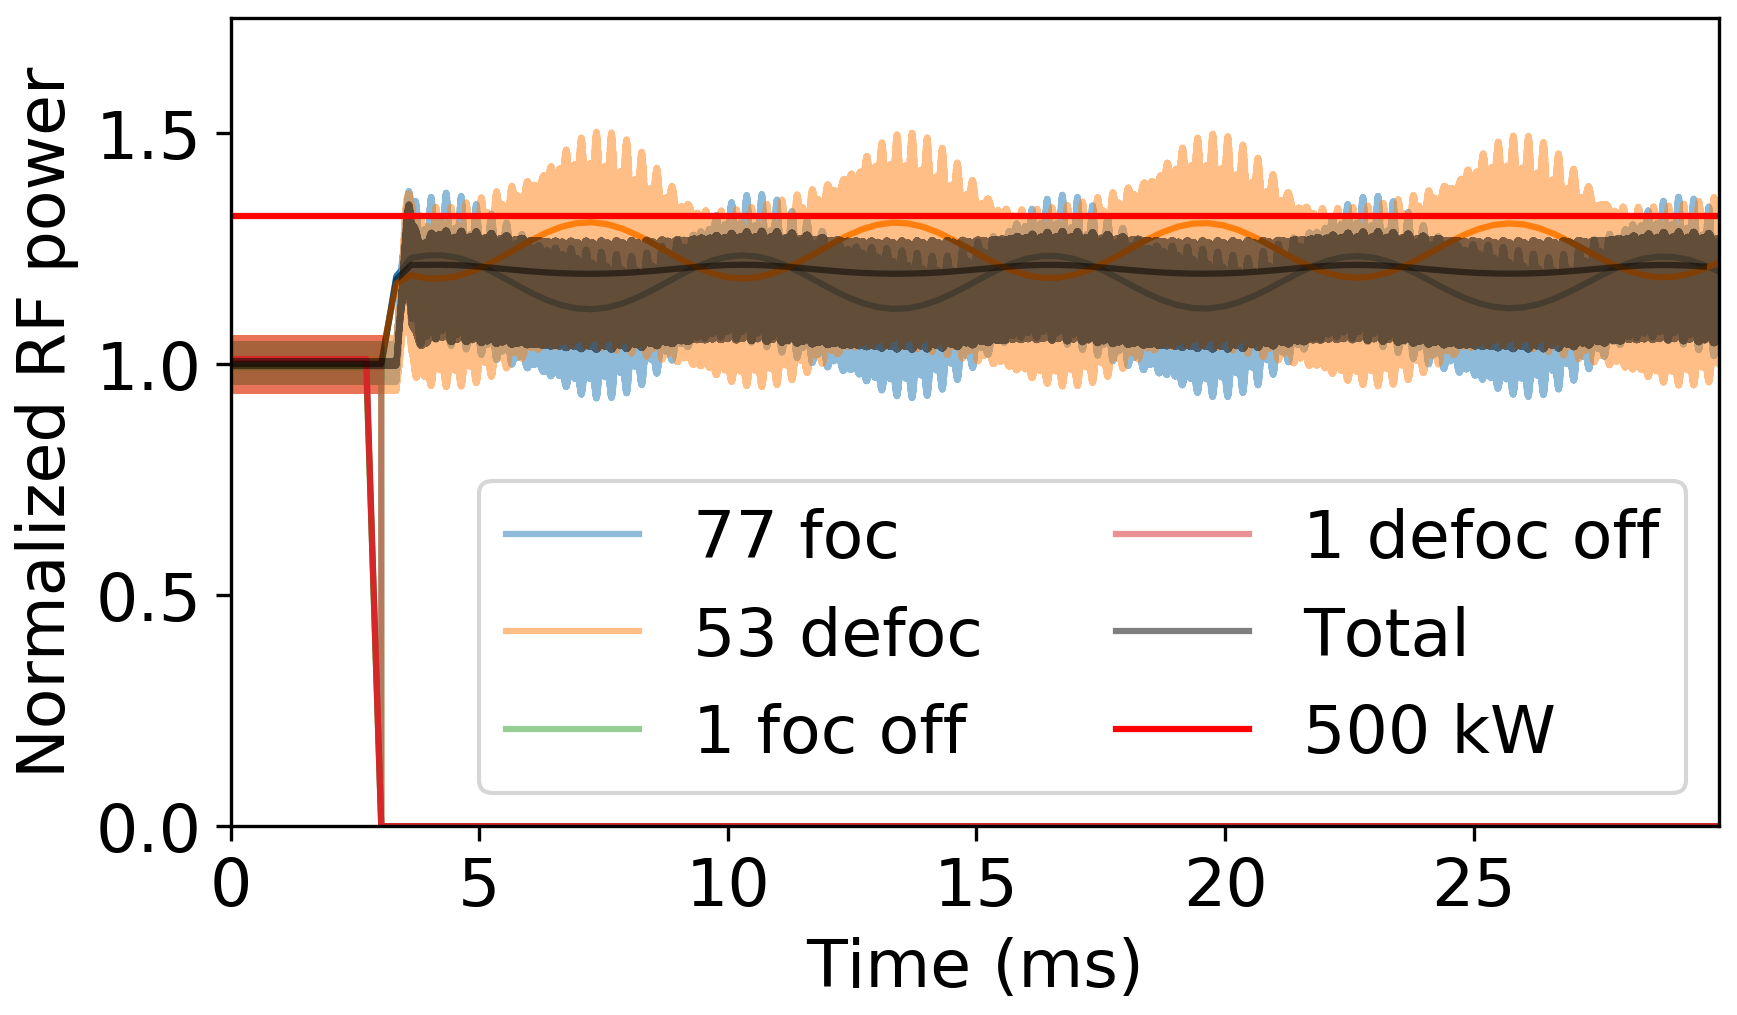 Normalized RF power
1.5
1.0
0.5
0.0
77 foc
53 defoc
1 foc off
1 defoc off
Total
500 kW
0 5 10 15 20 25
Time (ms)